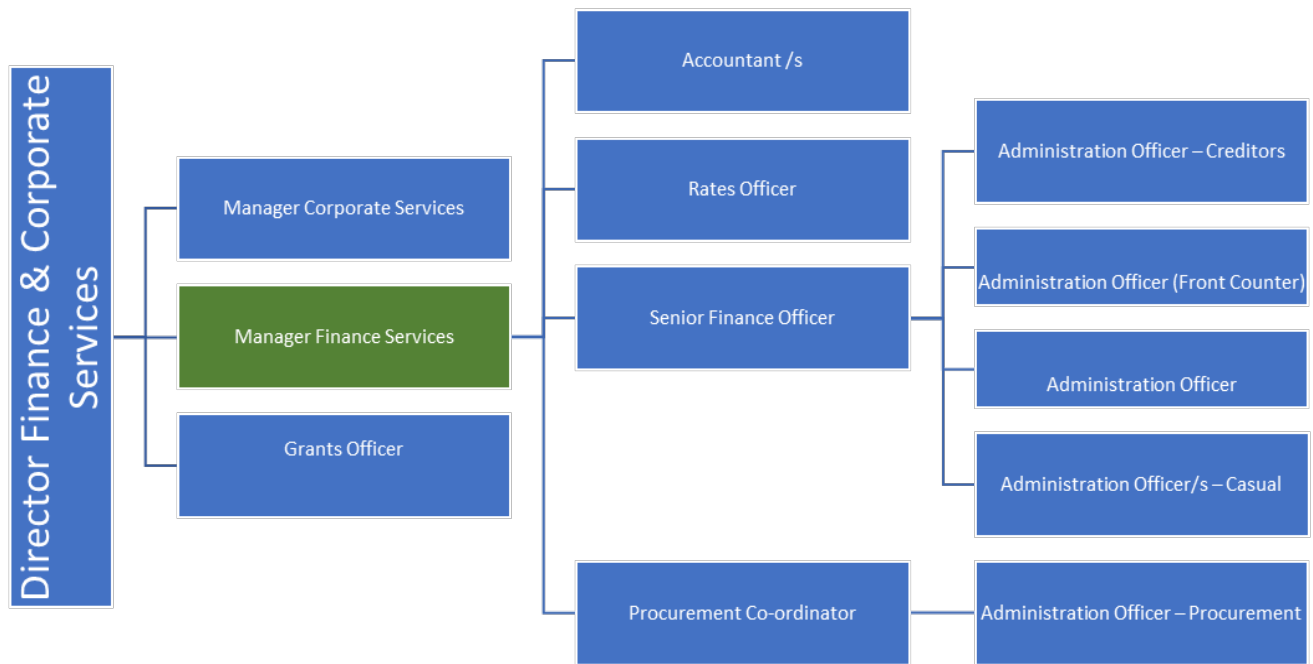 Director Finance & Corporate
Services
Manager Corporate Services
Manager Finance Services
Grants Officer
Accountant /s
Rates Officer
Senior Finance Officer
Procurement Co-ordinator
Administration Officer – Creditors
Administration Officer (Front Counter)
Administration Officer
Administration Officer/s – Casual
Administration Officer – Procurement